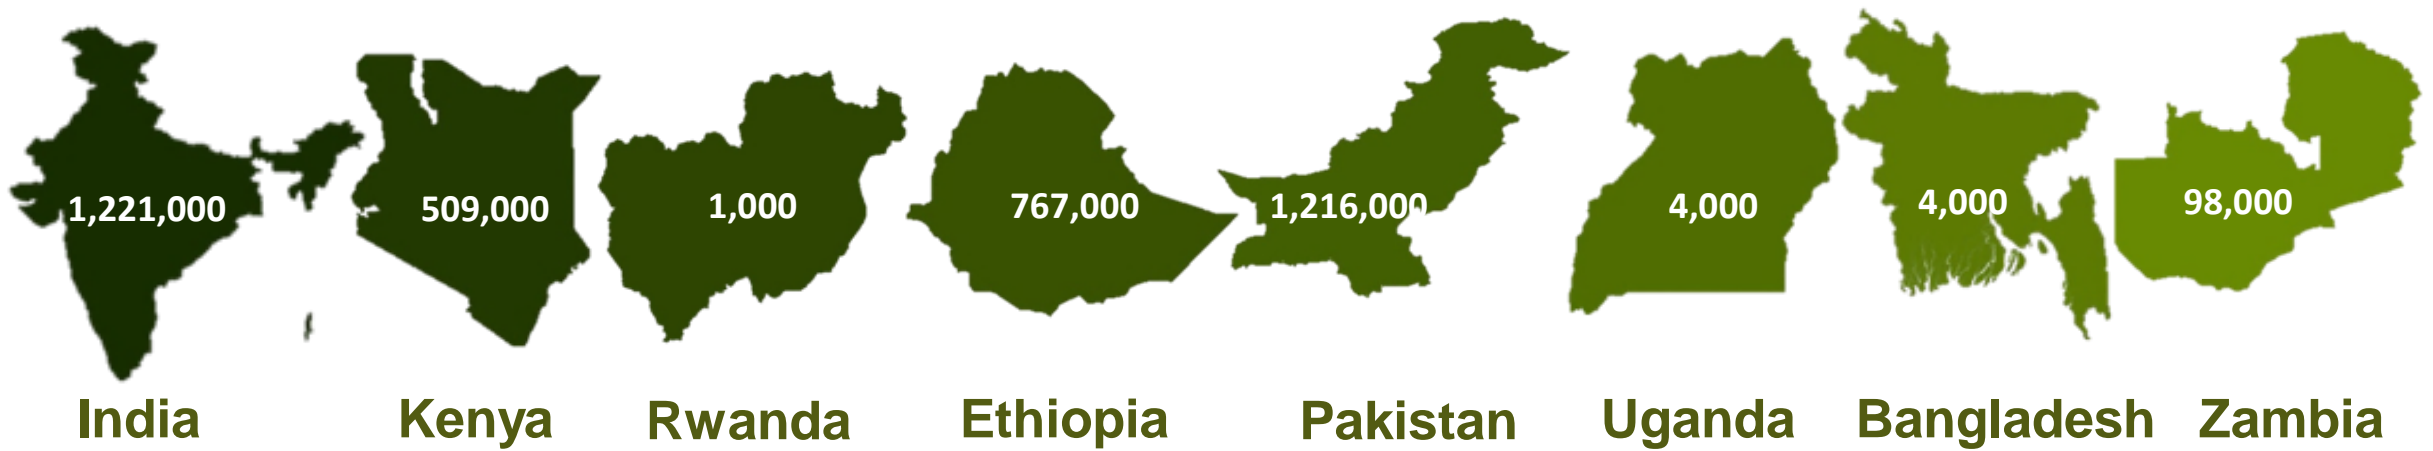 1,221,000 509,000 1,000 767,000 1,216,000 4,000 4,000 98,000
India Kenya Rwanda Ethiopia Pakistan Uganda Bangladesh Zambia